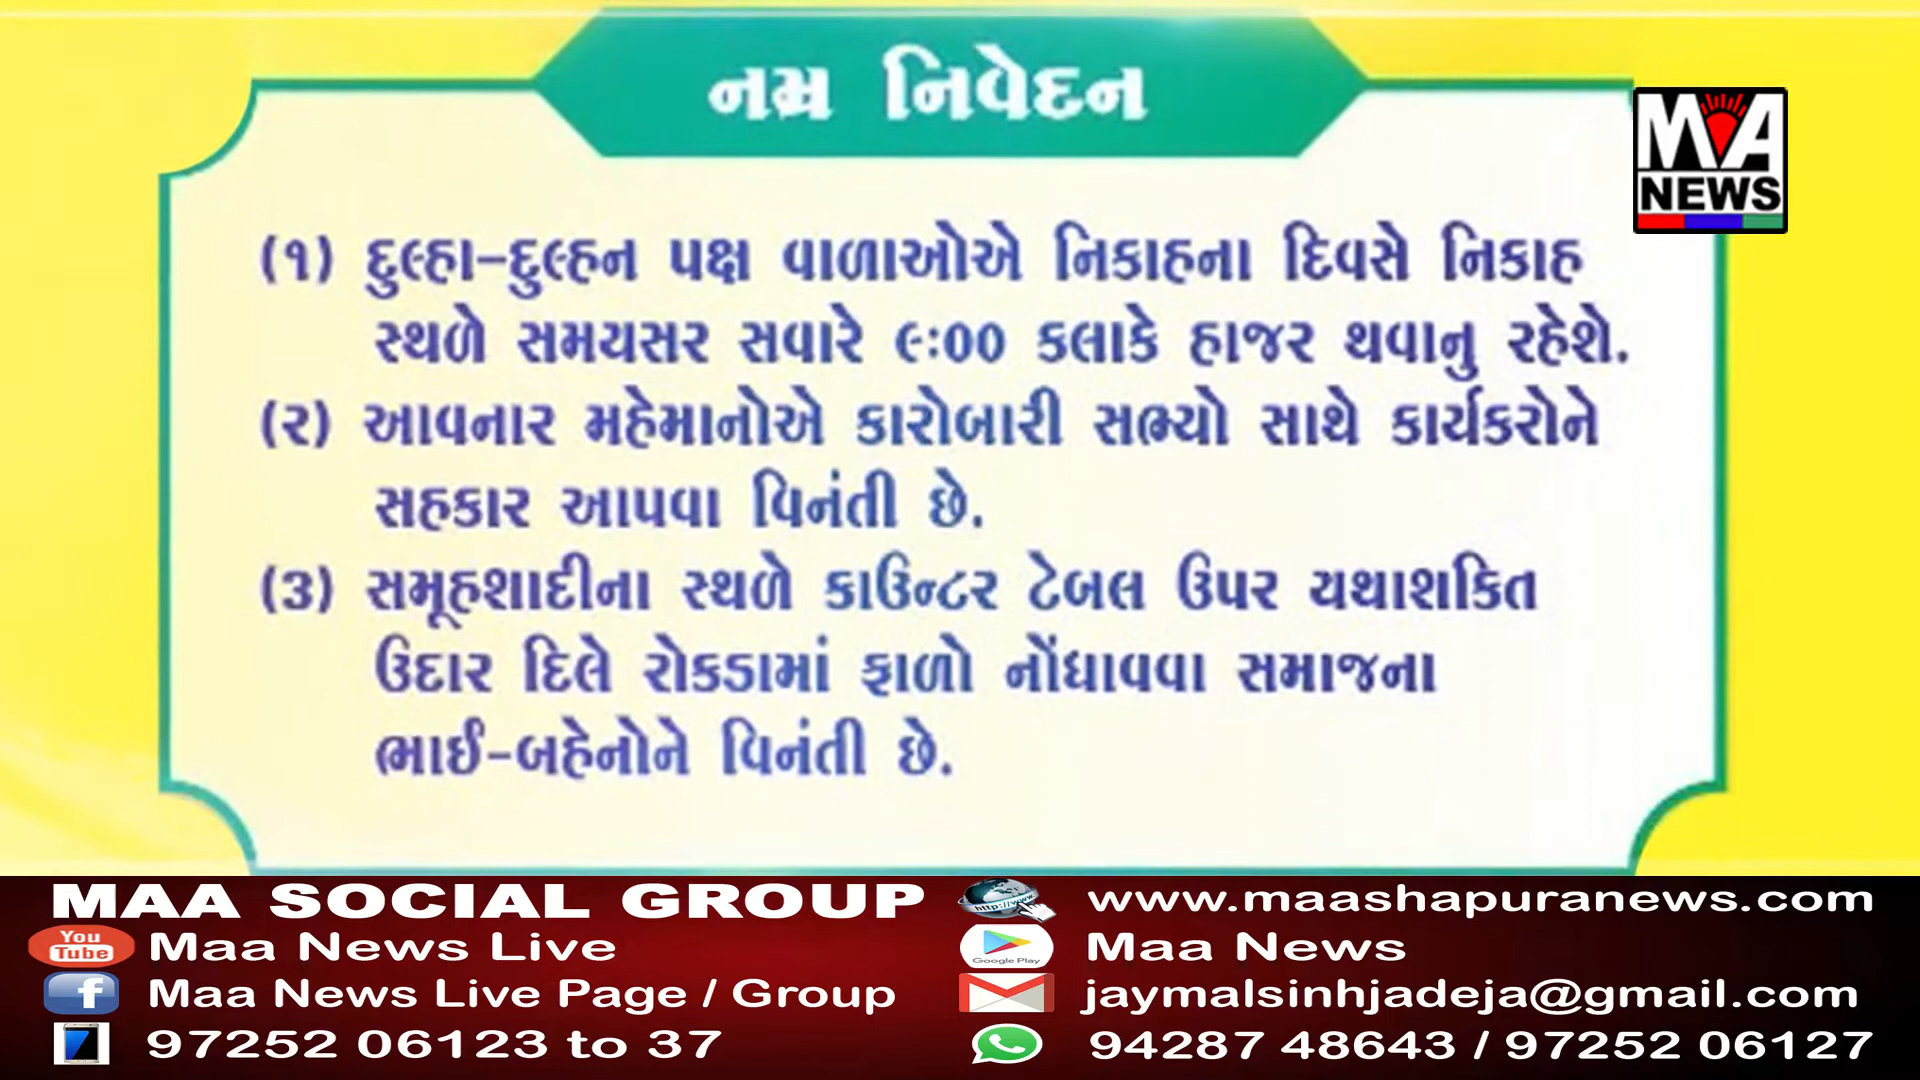 નમ્ર નિવેદન
MAA
NEWS
(૧) દુલ્હા-દુલ્હન પક્ષ વાળાઓએ નિકાહના દિવસે નિકાહ
સ્થળે સમયસર સવારે ૯:૦૦ કલાકે હાજર થવાનુ રહેશે.
(૨) આવનાર મહેમાનોએ કારોબારી સભ્યો સાથે કાર્યકરોને
સહકાર આપવા વિનંતી છે.
(૩) સમૂહશાદીના સ્થળે કાઉન્ટર ટેબલ ઉપર યથાશકિત
ઉદાર દિલે રોકડામાં ફાળો નોંધાવવા સમાજના
ભાઈ-બહેનોને વિનંતી છે.
MAA SOCIAL GROUP
You Tube Maa News Live
f Maa News Live Page / Group
97252 06123 to 37
http://www. www.maashapuranews.com
Google Play Maa News
jaymalsinhjadeja@gmail.com
94287 48643 / 97252 06127